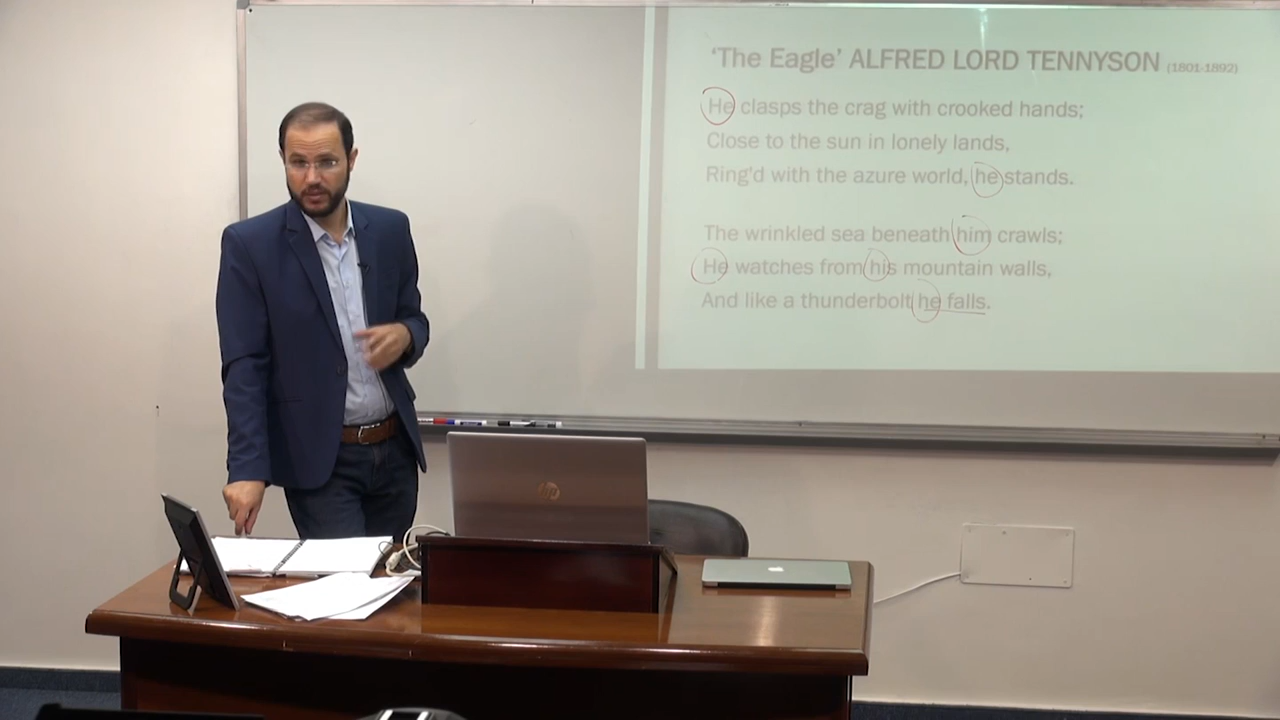 'The Eagle' ALFRED LORD TENNYSON (1801-1892)
He clasps the crag with crooked hands;
Close to the sun in lonely lands,
Ring'd with the azure world, he stands.
The wrinkled sea beneath him crawls;
He watches from his mountain walls,
And like a thunderbolt he falls.
hp